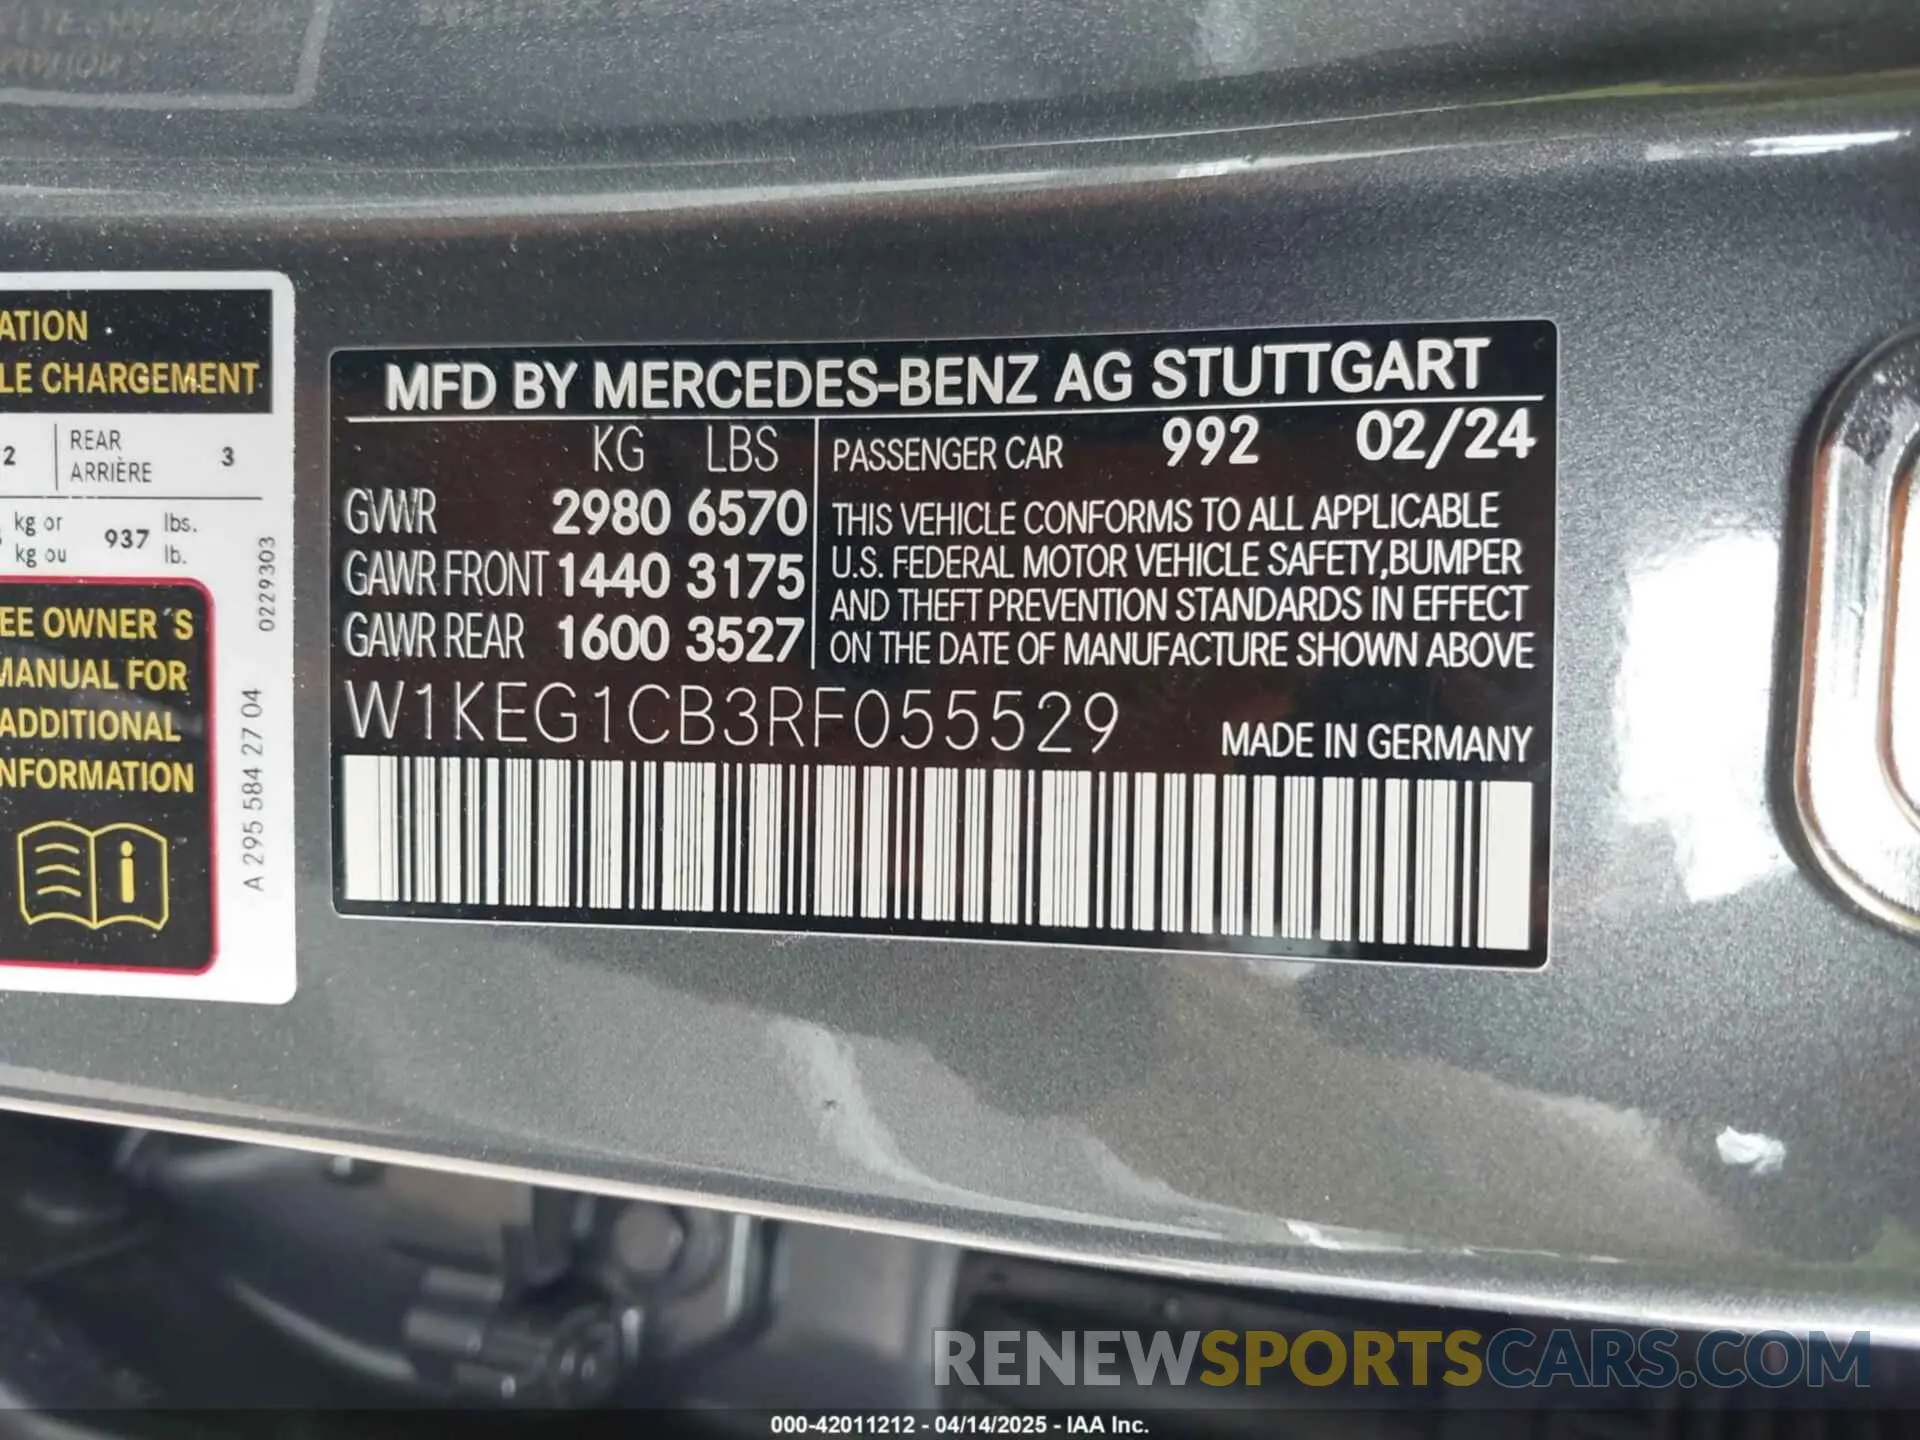 ATION
LE CHARGEMENT
2 REAR ARRIÈRE 3
kg or
kg ou 937 lbs.
lb.
0229303
A 295 584 27 04
EE OWNER´S
MANUAL FOR
ADDITIONAL
NFORMATION
i
MFD BY MERCEDES-BENZ AG STUTTGART
KG LBS
GVWR 2980 6570
GAWR FRONT 1440 3175
GAWR REAR 1600 3527
PASSENGER CAR 992 02/24
THIS VEHICLE CONFORMS TO ALL APPLICABLE
U.S. FEDERAL MOTOR VEHICLE SAFETY,BUMPER
AND THEFT PREVENTION STANDARDS IN EFFECT
ON THE DATE OF MANUFACTURE SHOWN ABOVE
W1KEG1CB3RF055529
MADE IN GERMANY
RENEWSPORTSCARS.COM
000-42011212 - 04/14/2025 - IAA Inc.